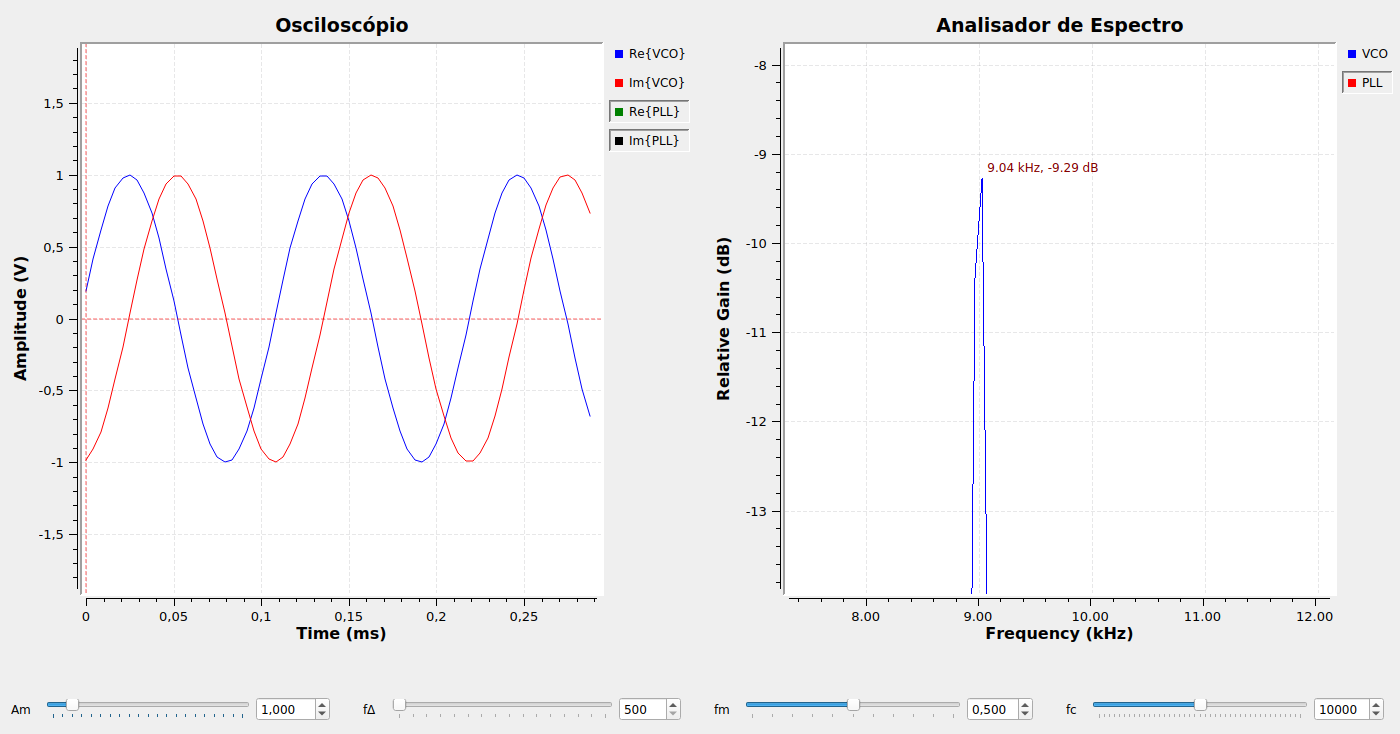 Osciloscópio
Amplitude (V)
1,5
1
0,5
0
-0,5
-1
-1,5
0
0,05
0,1
0,15
0,2
0,25
Time (ms)
Re{VCO}
Im{VCO}
Re{PLL}
Im{PLL}
Analisador de Espectro
Relative Gain (dB)
-8
-9
-10
-11
-12
-13
9.04 kHz, -9.29 dB
8.00
9.00
10.00
11.00
12.00
Frequency (kHz)
VCO
PLL
Am
1,000
fΔ
500
fm
0,500
fc
10000